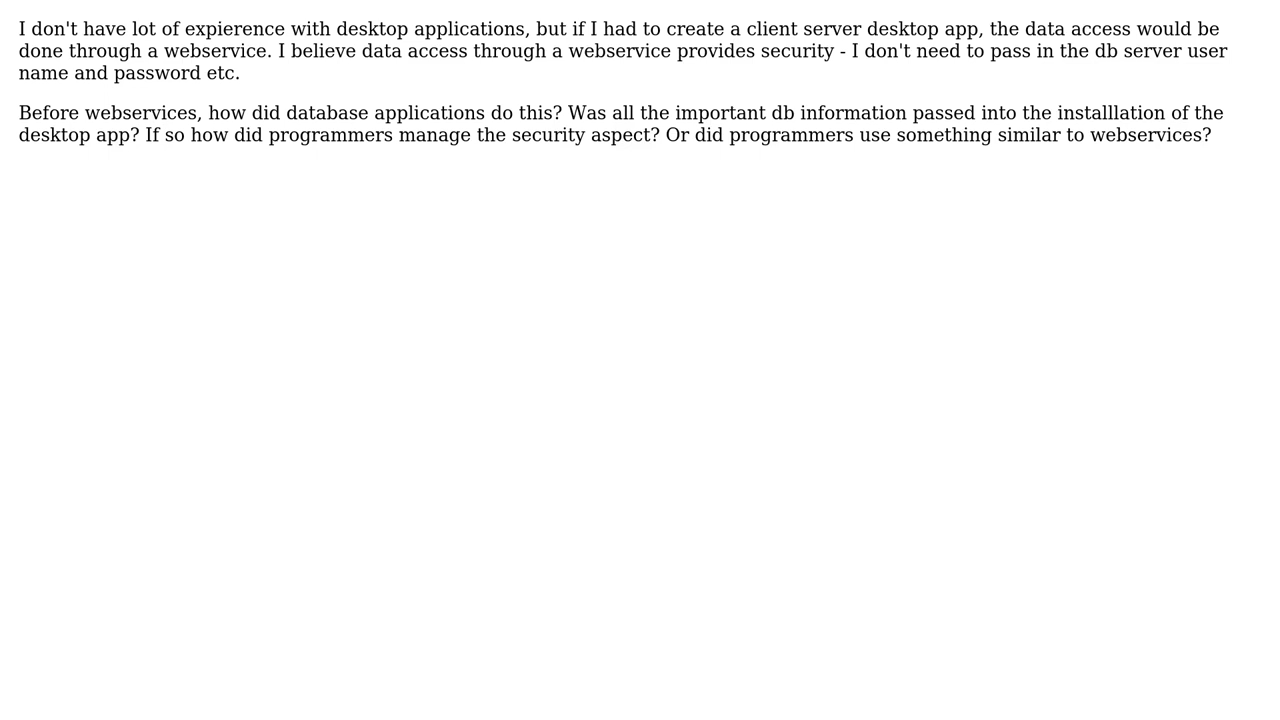 I don't have lot of expierence with desktop applications, but if I had to create a client server desktop app, the data access would be
done through a webservice. I believe data access through a webservice provides security - I don't need to pass in the db server user
name and password etc.
Before webservices, how did database applications do this? Was all the important db information passed into the installlation of the
desktop app? If so how did programmers manage the security aspect? Or did programmers use something similar to webservices?